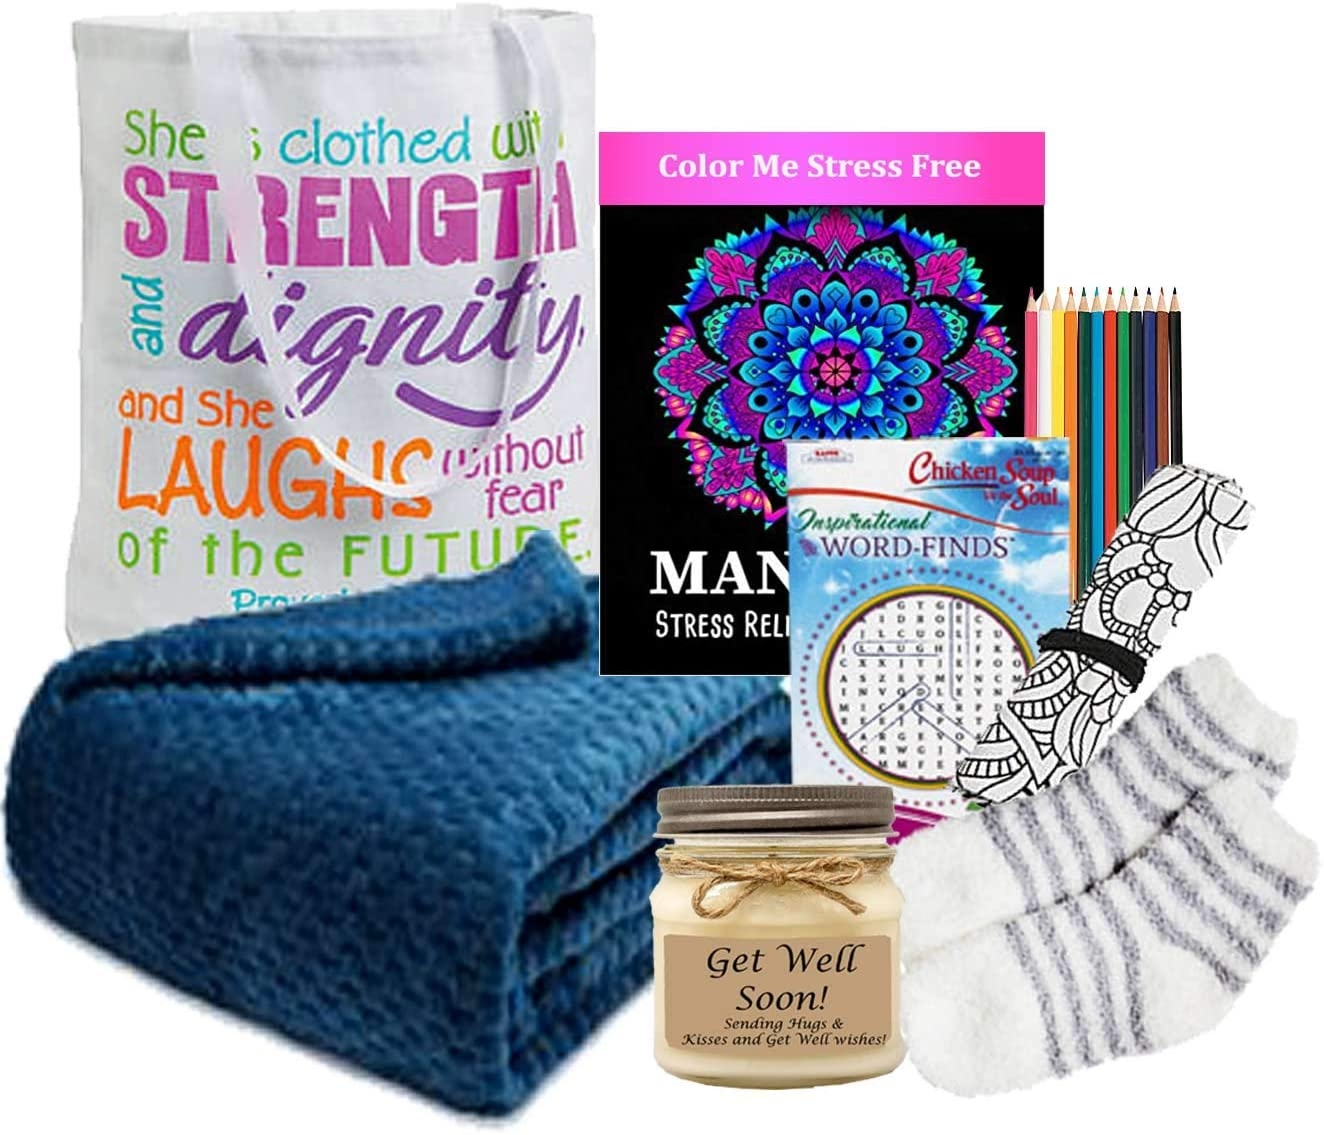 She is clothed with
STRENGTH
and dignity,
and She
LAUGHS without
fear
of the FUTURE.
Color Me Stress Free
STRESS
KAPPA
Chicken Soup
for the
Soul
Inspirational
WORD-FINDS
LAUGH
Get Well
Soon!
Sending Hugs &
Kisses and Get Well wishes!